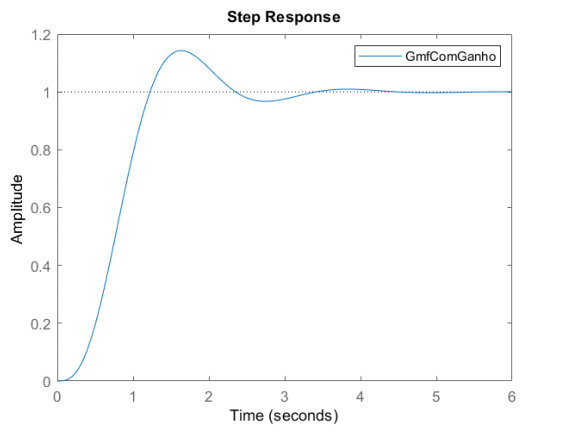 Step Response
GmfComGanho
1.2
1
0.8
0.6
0.4
0.2
0
Amplitude
0 1 2 3 4 5 6
Time (seconds)